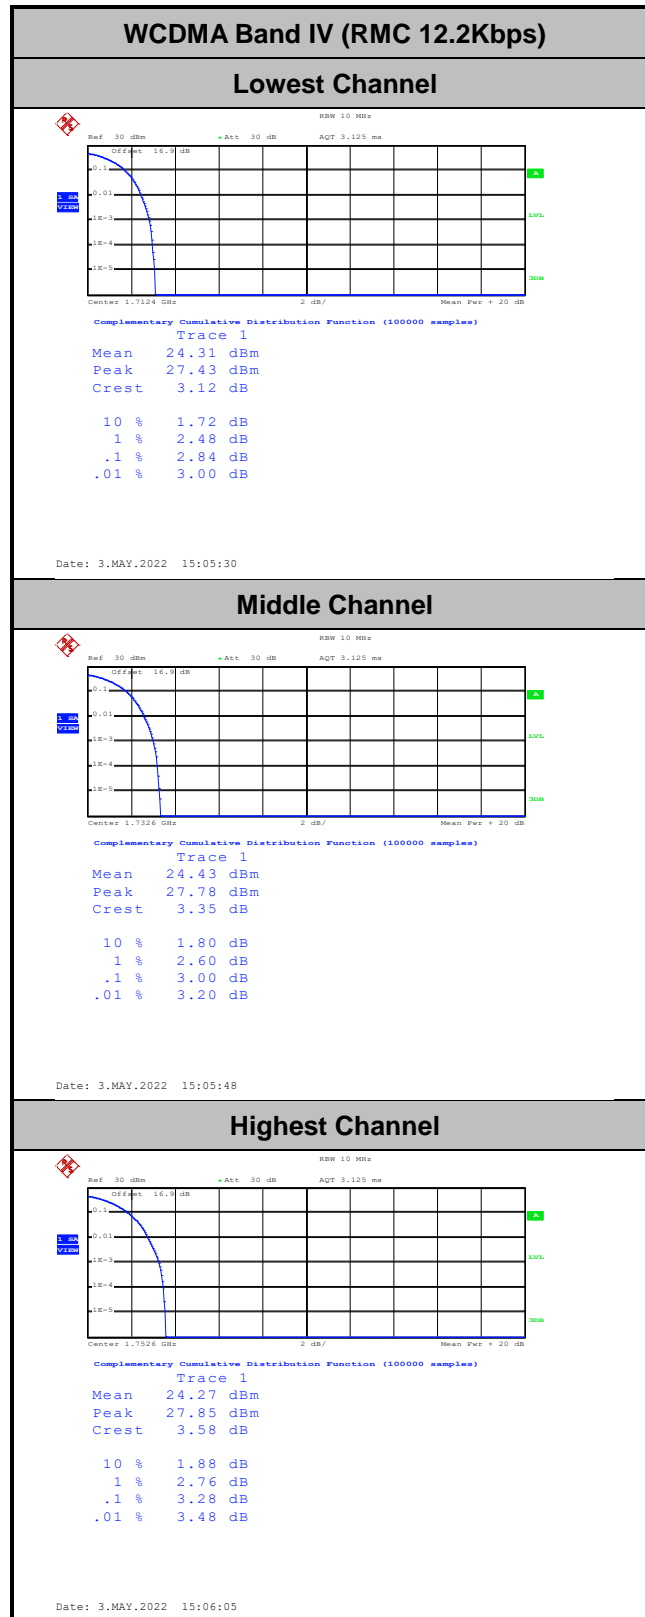 WCDMA Band IV (RMC 12.2Kbps)
Lowest Channel
RBW 10 MHz
Ref 30 dBm *Att 30 dB AQT 3.125 ms
Offset 16.9 dB
0.1
A
0.01
1 SA
VIEW
1E-3
LVL
1E-4
1E-5
3DB
Center 1.7124 GHz 2 dB/ Mean Pwr + 20 dB
Complementary Cumulative Distribution Function (100000 samples)
Trace 1
Mean 24.31 dBm
Peak 27.43 dBm
Crest 3.12 dB
10 % 1.72 dB
1 % 2.48 dB
.1 % 2.84 dB
.01 % 3.00 dB
Date: 3.MAY.2022 15:05:30
Middle Channel
RBW 10 MHz
Ref 30 dBm *Att 30 dB AQT 3.125 ms
Offset 16.9 dB
0.1
A
0.01
1 SA
VIEW
1E-3
LVL
1E-4
1E-5
3DB
Center 1.7326 GHz 2 dB/ Mean Pwr + 20 dB
Complementary Cumulative Distribution Function (100000 samples)
Trace 1
Mean 24.43 dBm
Peak 27.78 dBm
Crest 3.35 dB
10 % 1.80 dB
1 % 2.60 dB
.1 % 3.00 dB
.01 % 3.20 dB
Date: 3.MAY.2022 15:05:48
Highest Channel
RBW 10 MHz
Ref 30 dBm *Att 30 dB AQT 3.125 ms
Offset 16.9 dB
0.1
A
0.01
1 SA
VIEW
1E-3
LVL
1E-4
1E-5
3DB
Center 1.7526 GHz 2 dB/ Mean Pwr + 20 dB
Complementary Cumulative Distribution Function (100000 samples)
Trace 1
Mean 24.27 dBm
Peak 27.85 dBm
Crest 3.58 dB
10 % 1.88 dB
1 % 2.76 dB
.1 % 3.28 dB
.01 % 3.48 dB
Date: 3.MAY.2022 15:06:05